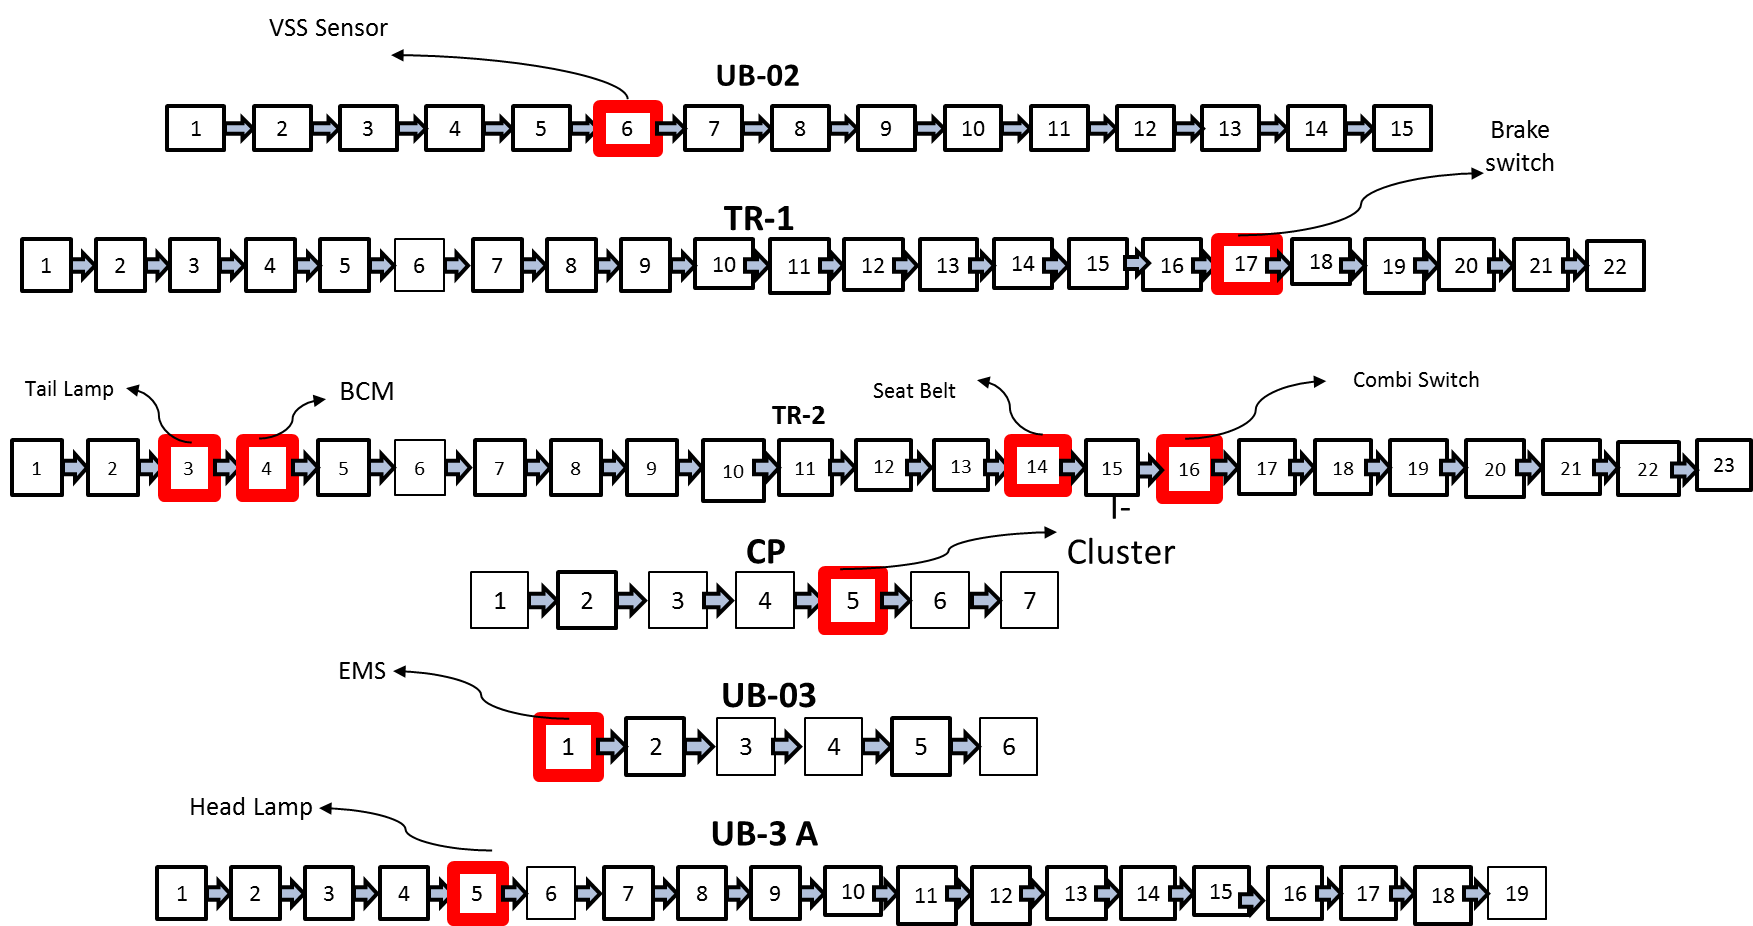 VSS Sensor
UB-02
1 2 3 4 5 6 7 8 9 10 11 12 13 14 15
Brake
switch
TR-1
1 2 3 4 5 6 7 8 9 10 11 12 13 14 15 16 17 18 19 20 21 22
Tail Lamp
BCM
TR-2
Seat Belt
Combi Switch
1 2 3 4 5 6 7 8 9 10 11 12 13 14 15 16 17 18 19 20 21 22 23
CP
Cluster
1 2 3 4 5 6 7
EMS
UB-03
1 2 3 4 5 6
Head Lamp
UB-3 A
1 2 3 4 5 6 7 8 9 10 11 12 13 14 15 16 17 18 19